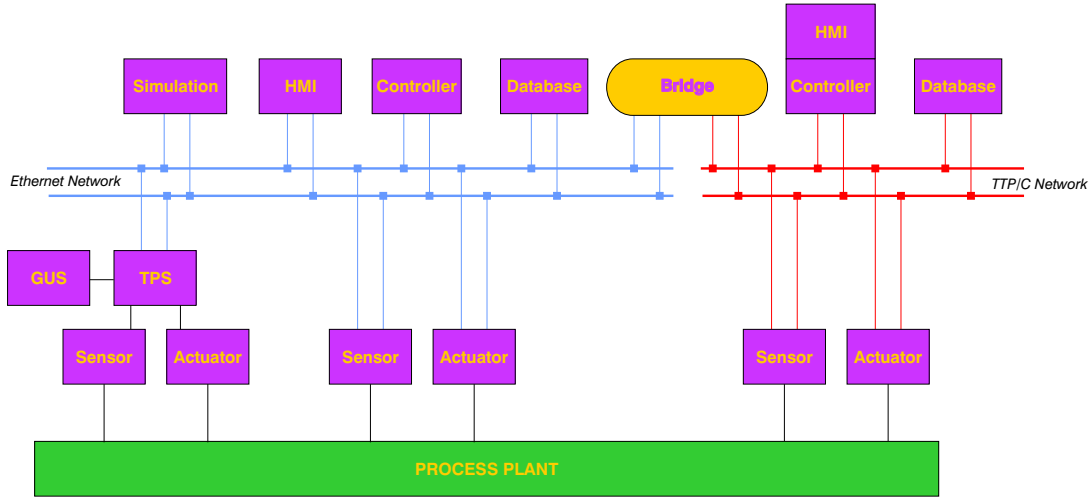 HMI
Simulation
HMI
Controller
Database
Bridge
Controller
Database
Ethernet Network
TTP/C Network
GUS
TPS
Sensor
Actuator
Sensor
Actuator
Sensor
Actuator
PROCESS PLANT